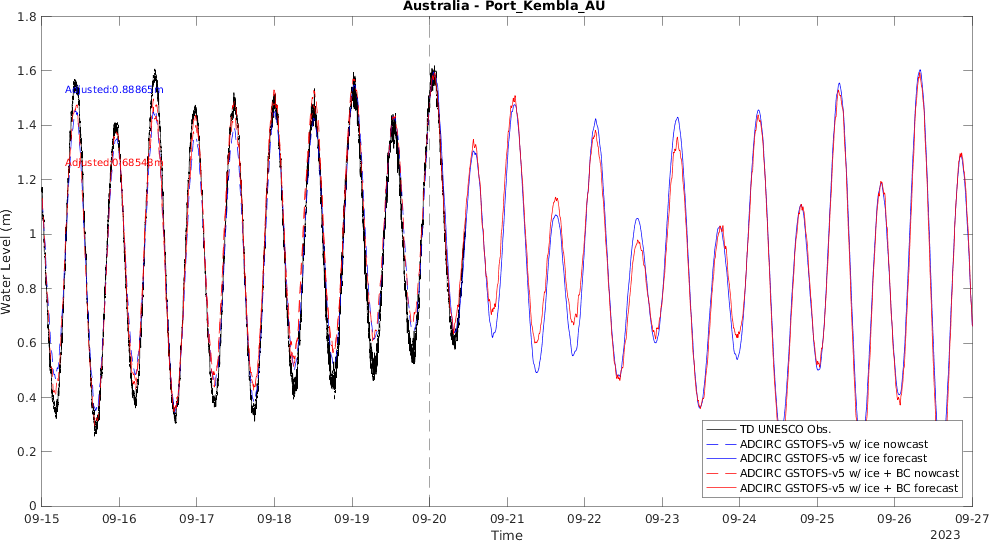 Australia - Port_Kembla_AU
1.8
1.6
1.4
1.2
1
0.8
0.6
0.4
0.2
0
Water Level (m)
Adjusted:0.88865m
Adjusted:0.68543m
TD UNESCO Obs.
ADCIRC GSTOFS-v5 w/ ice nowcast
ADCIRC GSTOFS-v5 w/ ice forecast
ADCIRC GSTOFS-v5 w/ ice + BC nowcast
ADCIRC GSTOFS-v5 w/ ice + BC forecast
09-15 09-16 09-17 09-18 09-19 09-20 09-21 09-22 09-23 09-24 09-25 09-26 09-27
Time
2023